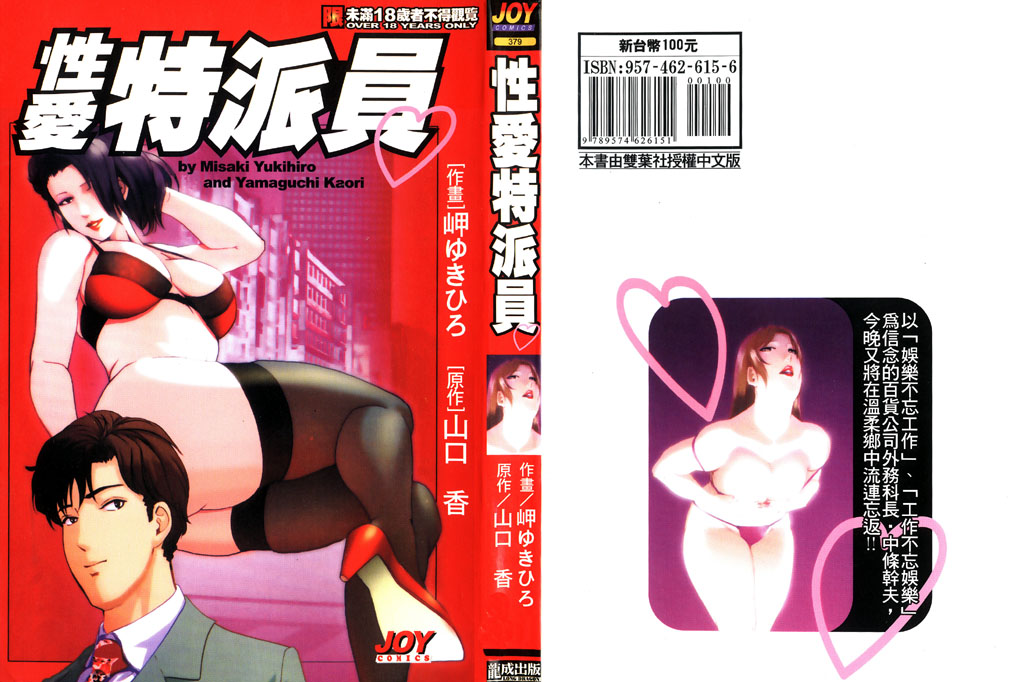 限 未滿18歲者不得觀覽
OVER 18 YEARS ONLY
性愛特派員
by Misaki Yukihiro
and Yamaguchi Kaori
[作畫]岬ゆきひろ
[原作]山口 香
JOY
COMICS
JOY
COMICS
379
性愛特派員
作畫/岬ゆきひろ
原作/山口 香
龍成出版
LONG DRAGON
新台幣100元
ISBN:957-462-615-6
00100
9 789574 626151
本書由雙葉社授權中文版
以「娛樂不忘工作」、「工作不忘娛樂」
爲信念的百貨公司外務科長・中條幹夫，
今晚又將在溫柔鄉中流連忘返!!